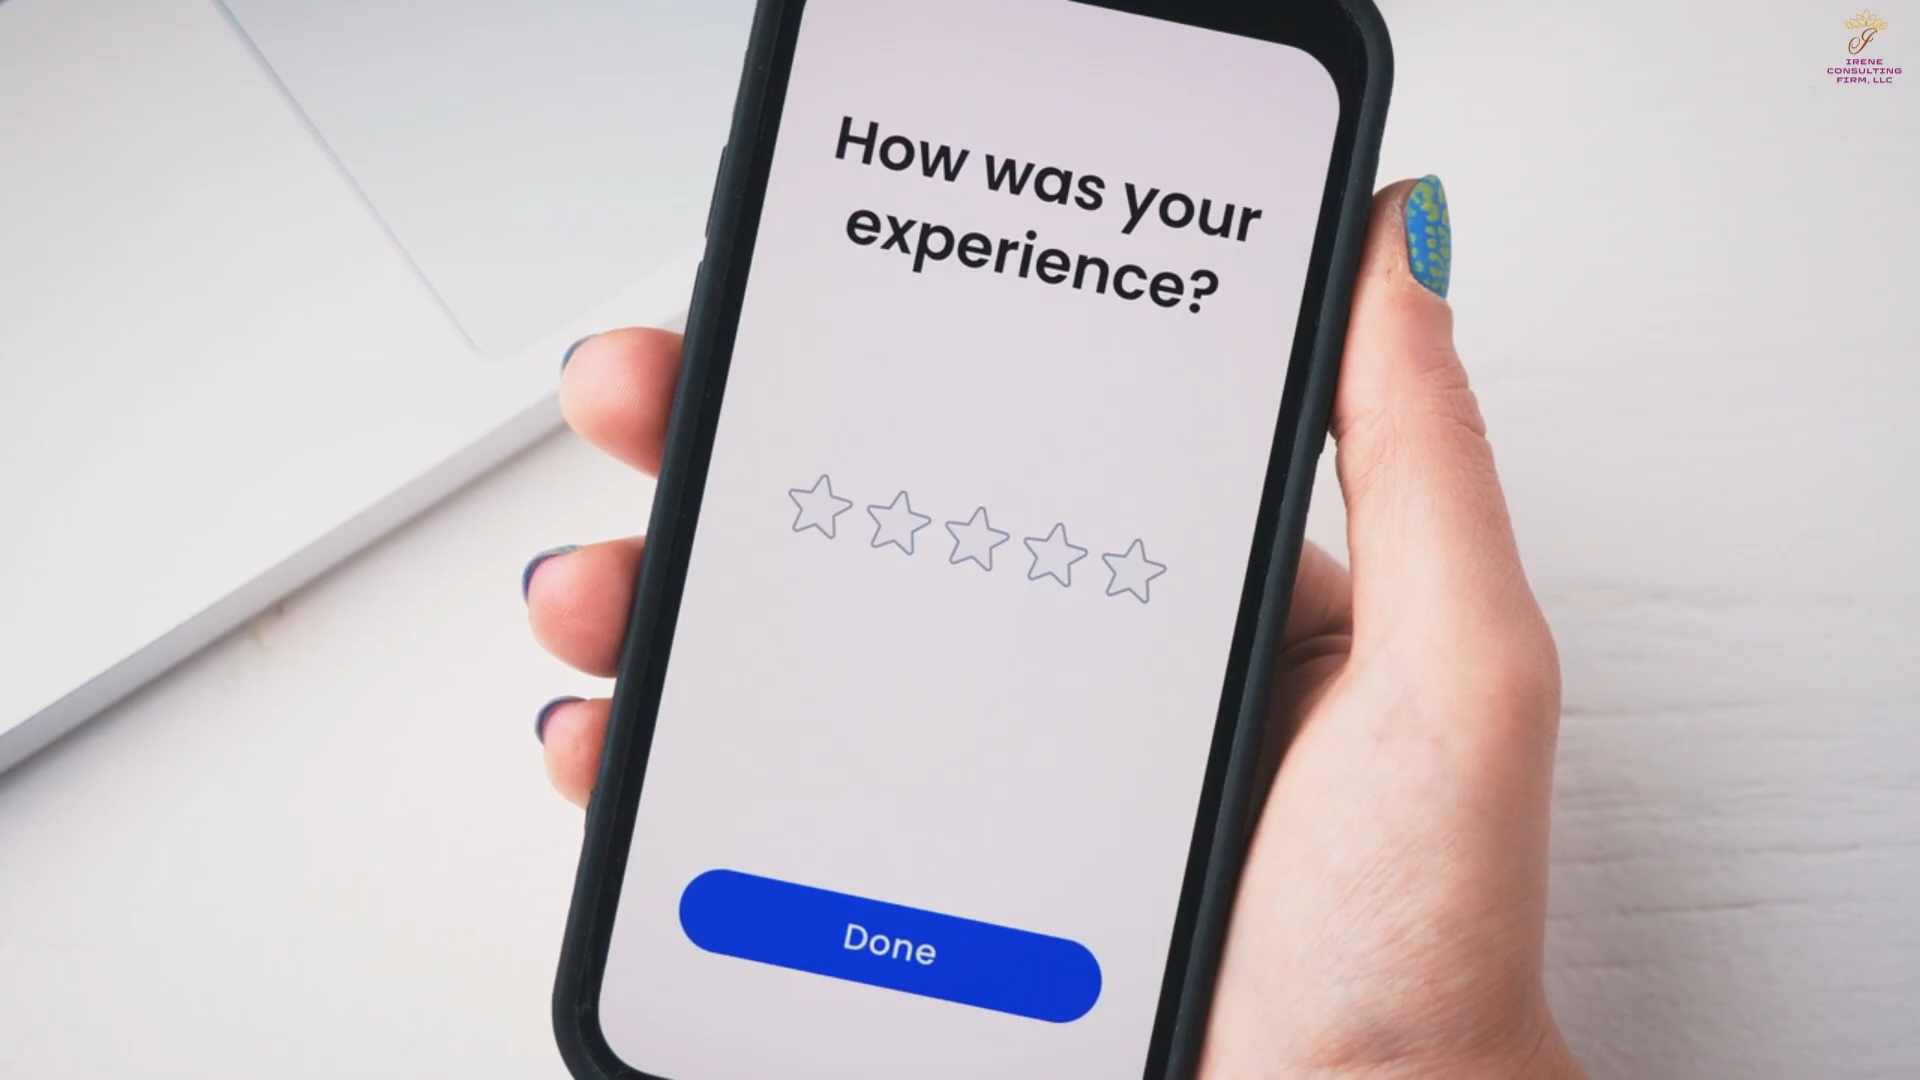 How was your
experience?
Done
IRENE
CONSULTING
FIRM, LLC